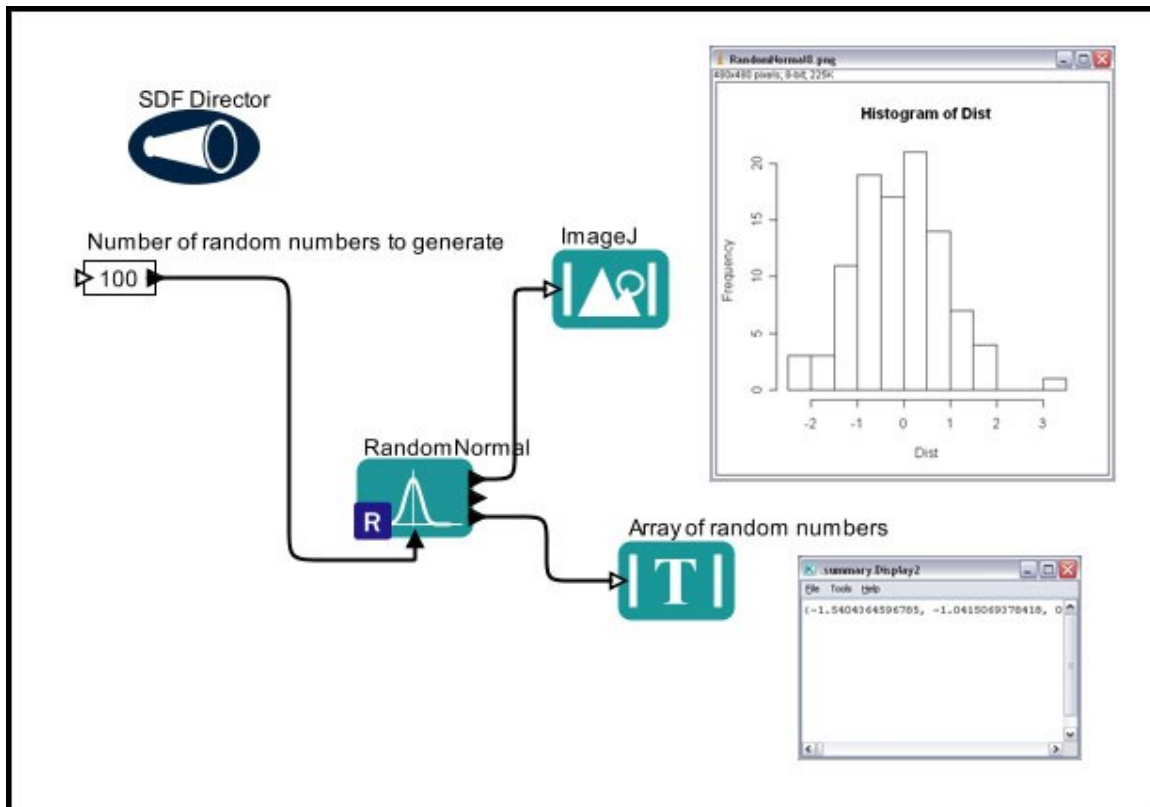 SDF Director
Number of random numbers to generate
100
ImageJ
RandomNormal
R
Array of random numbers
T
RandomNormal8.png
480x480 pixels; 8-bit; 225K
Histogram of Dist
Frequency
20
15
10
5
0
-2 -1 0 1 2 3
Dist
.summary.Display2
File Tools Help
{-1.5404364596785, -1.0415069378418, 0